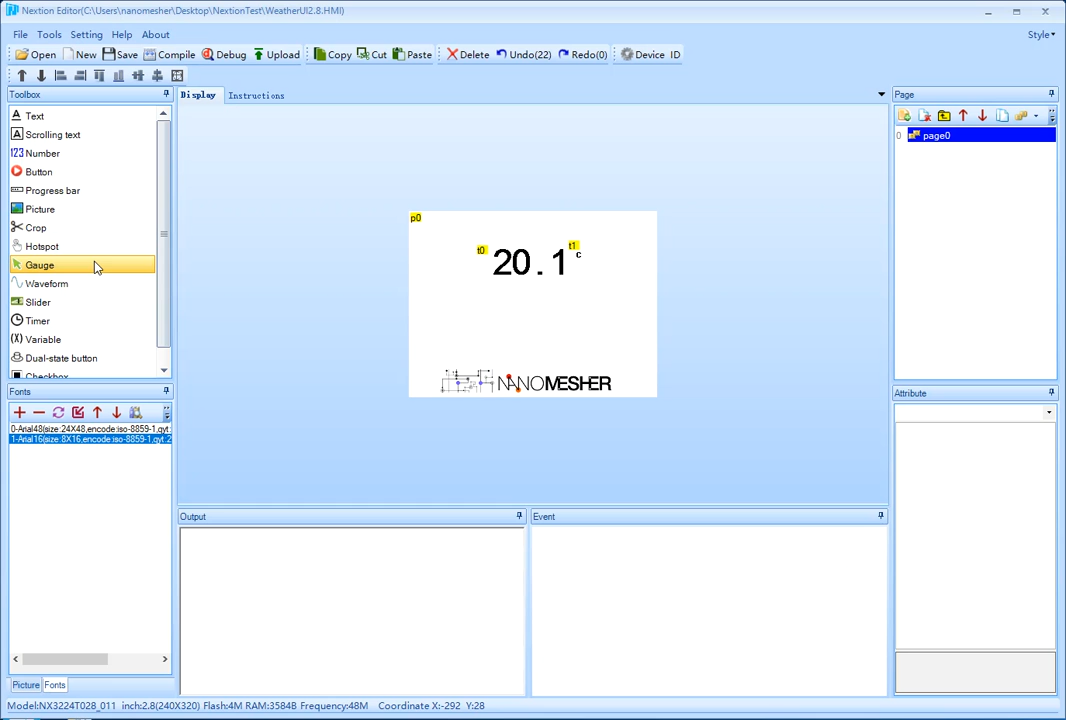 Nextion Editor(C:\Users\nanomesher\Desktop\NextionTest\WeatherUI2.8.HMI)
File Tools Setting Help About Style
Open New Save Compile Debug Upload Copy Cut Paste Delete Undo(22) Redo(0) Device ID
Toolbox
Text
Scrolling text
Number
Button
Progress bar
Picture
Crop
Hotspot
Gauge
Waveform
Slider
Timer
Variable
Dual-state button
Checkbox
Fonts
0-Arial48(size:24X48,encode:iso-8859-1,qyt:
1-Arial16(size:8X16,encode:iso-8859-1,qyt:2
Picture Fonts
Display Instructions
p0
t0 20.1 t1 c
NANOMESHER
Output
Event
Page
0 page0
Attribute
Model:NX3224T028_011 inch:2.8(240X320) Flash:4M RAM:3584B Frequency:48M Coordinate X:-292 Y:28